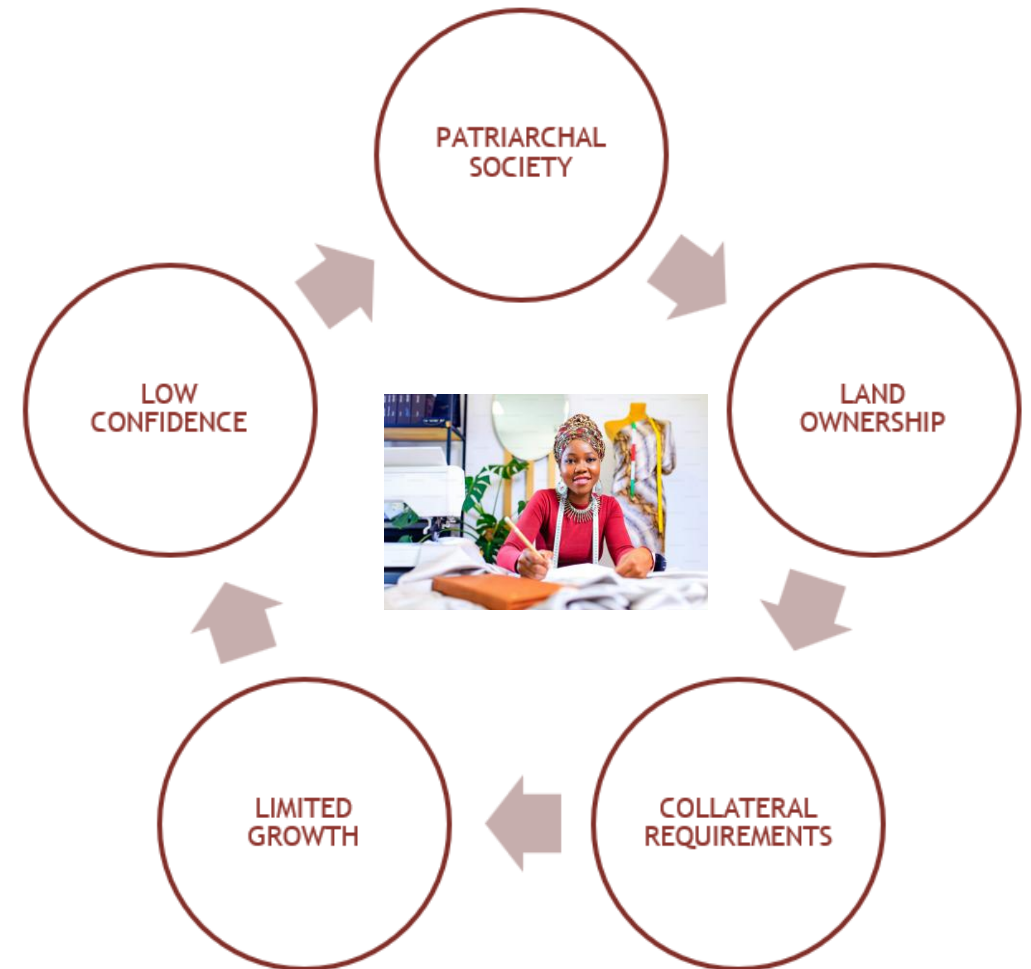 PATRIARCHAL
SOCIETY
LAND
OWNERSHIP
COLLATERAL
REQUIREMENTS
LIMITED
GROWTH
LOW
CONFIDENCE